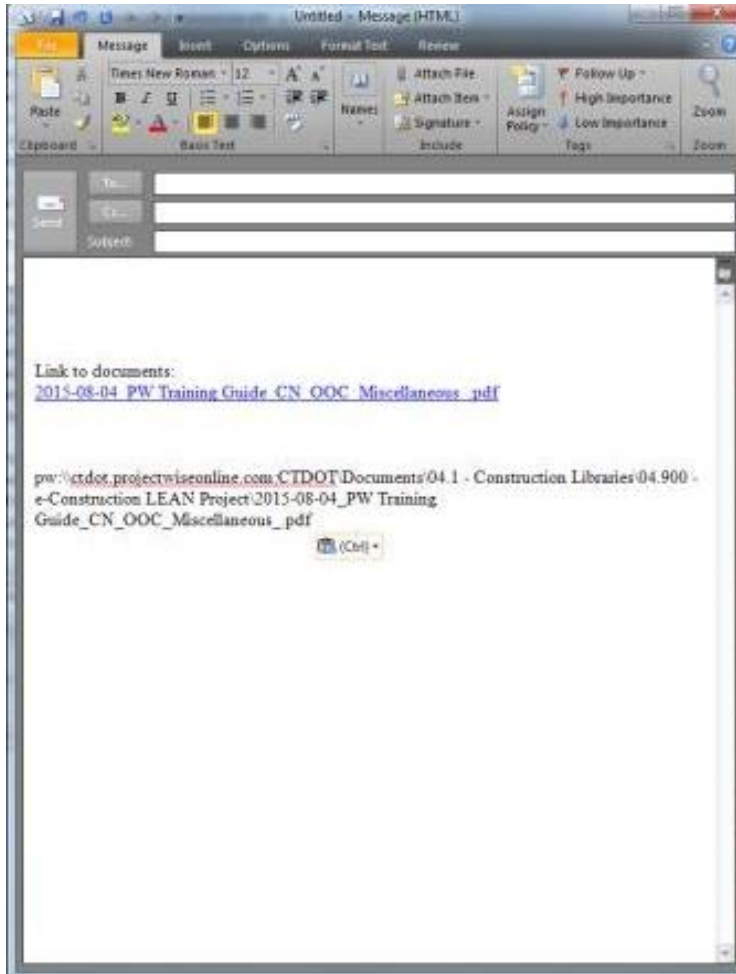 Untitled - Message (HTML)
File Message Insert Options Format Text Review
Times New Roman 12 A A Attach File Follow Up
Paste B I U Names Attach Item Assign Policy High Importance Zoom
Signature Low Importance
Clipboard Basic Text Include Tags Zoom
To...
Cc...
Send
Subject:
Link to documents:
2015-08-04_PW Training Guide_CN_OOC_Miscellaneous_.pdf
pw:\\ctdot.projectwiseonline.com:CTDOT\Documents\04.1 - Construction Libraries\04.900 -
e-Construction LEAN Project\2015-08-04_PW Training
Guide_CN_OOC_Miscellaneous_.pdf
(Ctrl)